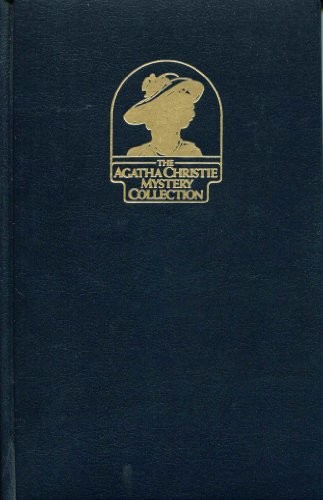 THE
AGATHA CHRISTIE
MYSTERY
COLLECTION